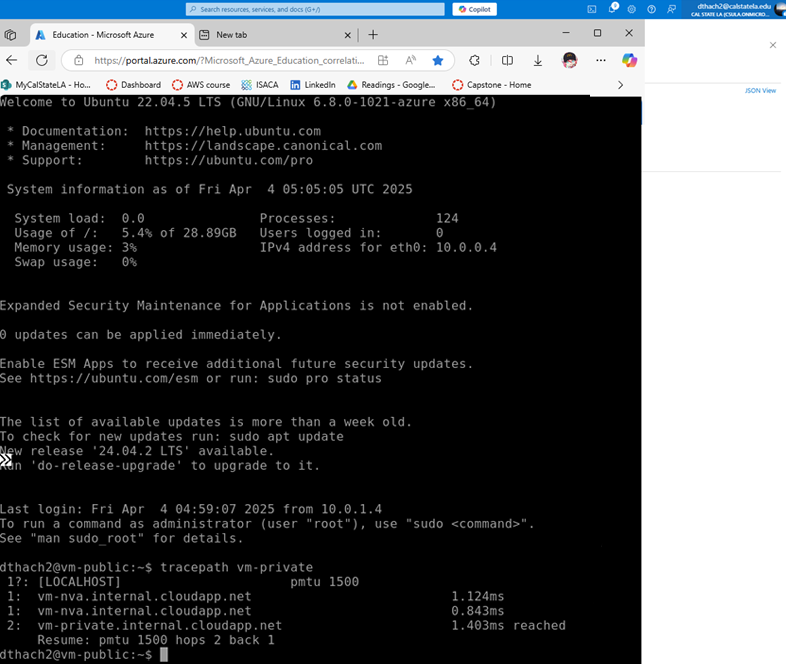 Search resources, services, and docs (G+/)
Copilot
dthach2@calstatela.edu
CAL STATE LA (CSULA.ONMICRO...
Education - Microsoft Azure
New tab
https://portal.azure.com/?Microsoft_Azure_Education_correlati...
MyCalStateLA - Ho...
Dashboard
AWS course
ISACA
LinkedIn
Readings - Google...
Capstone - Home
JSON View
Welcome to Ubuntu 22.04.5 LTS (GNU/Linux 6.8.0-1021-azure x86_64)
* Documentation: https://help.ubuntu.com
* Management: https://landscape.canonical.com
* Support: https://ubuntu.com/pro
System information as of Fri Apr 4 05:05:05 UTC 2025
System load: 0.0 Processes: 124
Usage of /: 5.4% of 28.89GB Users logged in: 0
Memory usage: 3% IPv4 address for eth0: 10.0.0.4
Swap usage: 0%
Expanded Security Maintenance for Applications is not enabled.
0 updates can be applied immediately.
Enable ESM Apps to receive additional future security updates.
See https://ubuntu.com/esm or run: sudo pro status
The list of available updates is more than a week old.
To check for new updates run: sudo apt update
New release '24.04.2 LTS' available.
Run 'do-release-upgrade' to upgrade to it.
Last login: Fri Apr 4 04:59:07 2025 from 10.0.1.4
To run a command as administrator (user "root"), use "sudo <command>".
See "man sudo_root" for details.
dthach2@vm-public:~$ tracepath vm-private
1?: [LOCALHOST] pmtu 1500
1: vm-nva.internal.cloudapp.net 1.124ms
1: vm-nva.internal.cloudapp.net 0.843ms
2: vm-private.internal.cloudapp.net 1.403ms reached
Resume: pmtu 1500 hops 2 back 1
dthach2@vm-public:~$